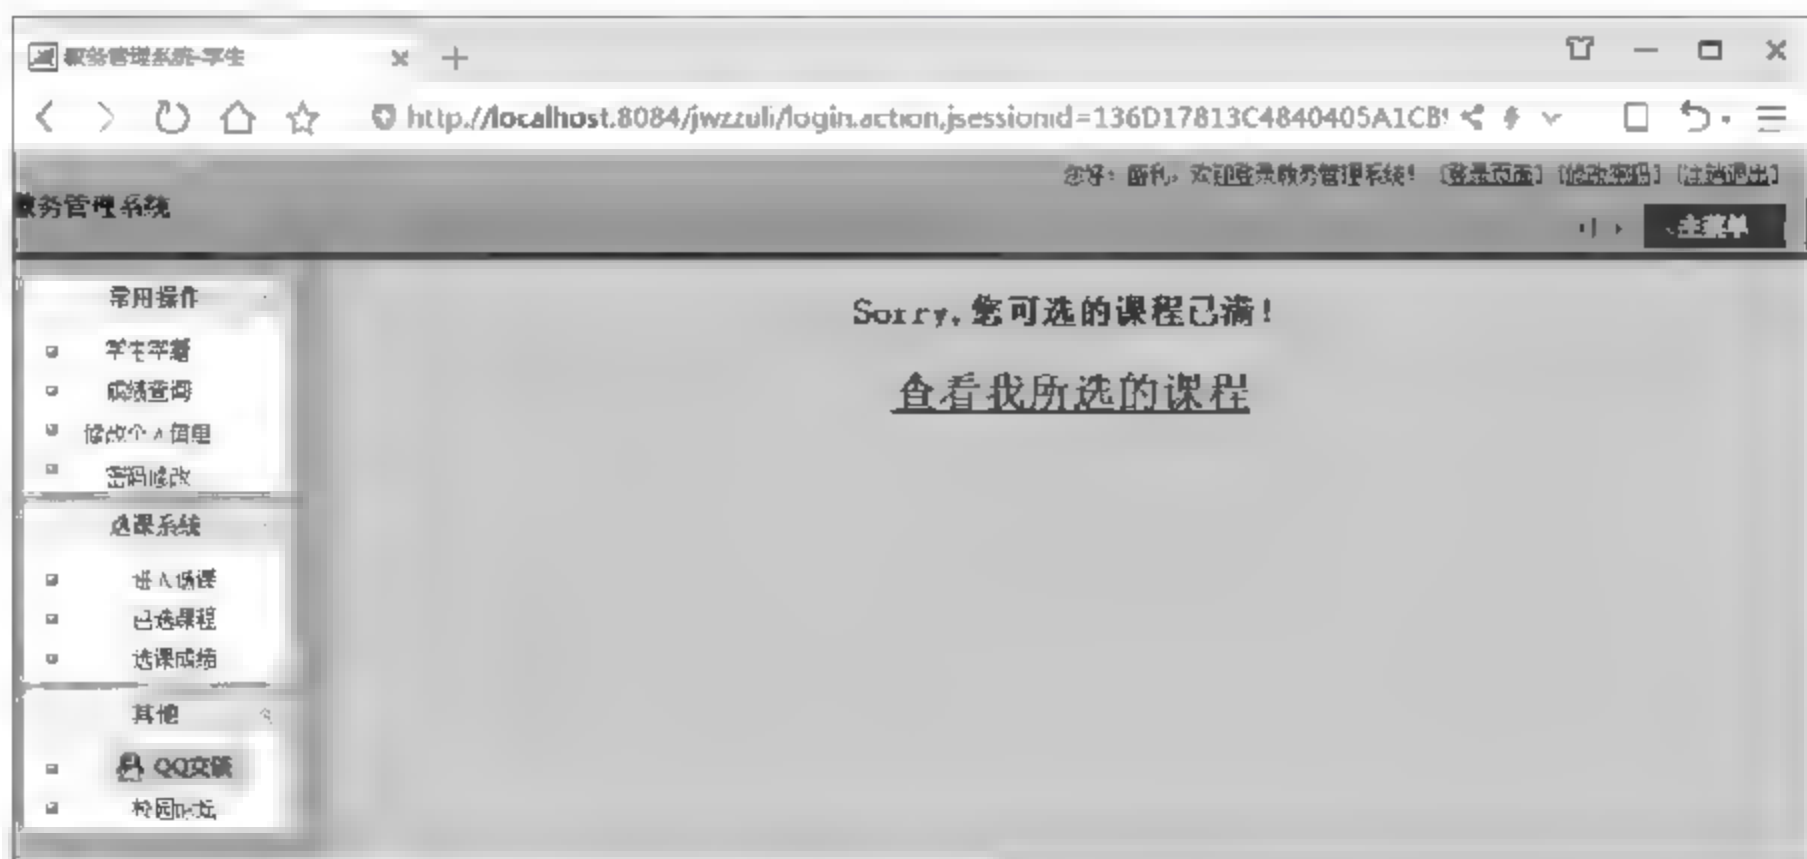 教务管理系统-学生
http://localhost:8084/jwzzuli/login.action;jsessionid=136D17813C4840405A1CB
您好: 欢迎登录教务管理系统! [登录页面] [修改密码] [注销退出]
教务管理系统
主菜单
常用操作
学生学籍
成绩查询
修改个人信息
密码修改
选课系统
进入选课
已选课程
选课成绩
其他
QQ交谈
校园论坛
Sorry,您可选的课程已满!
查看我所选的课程